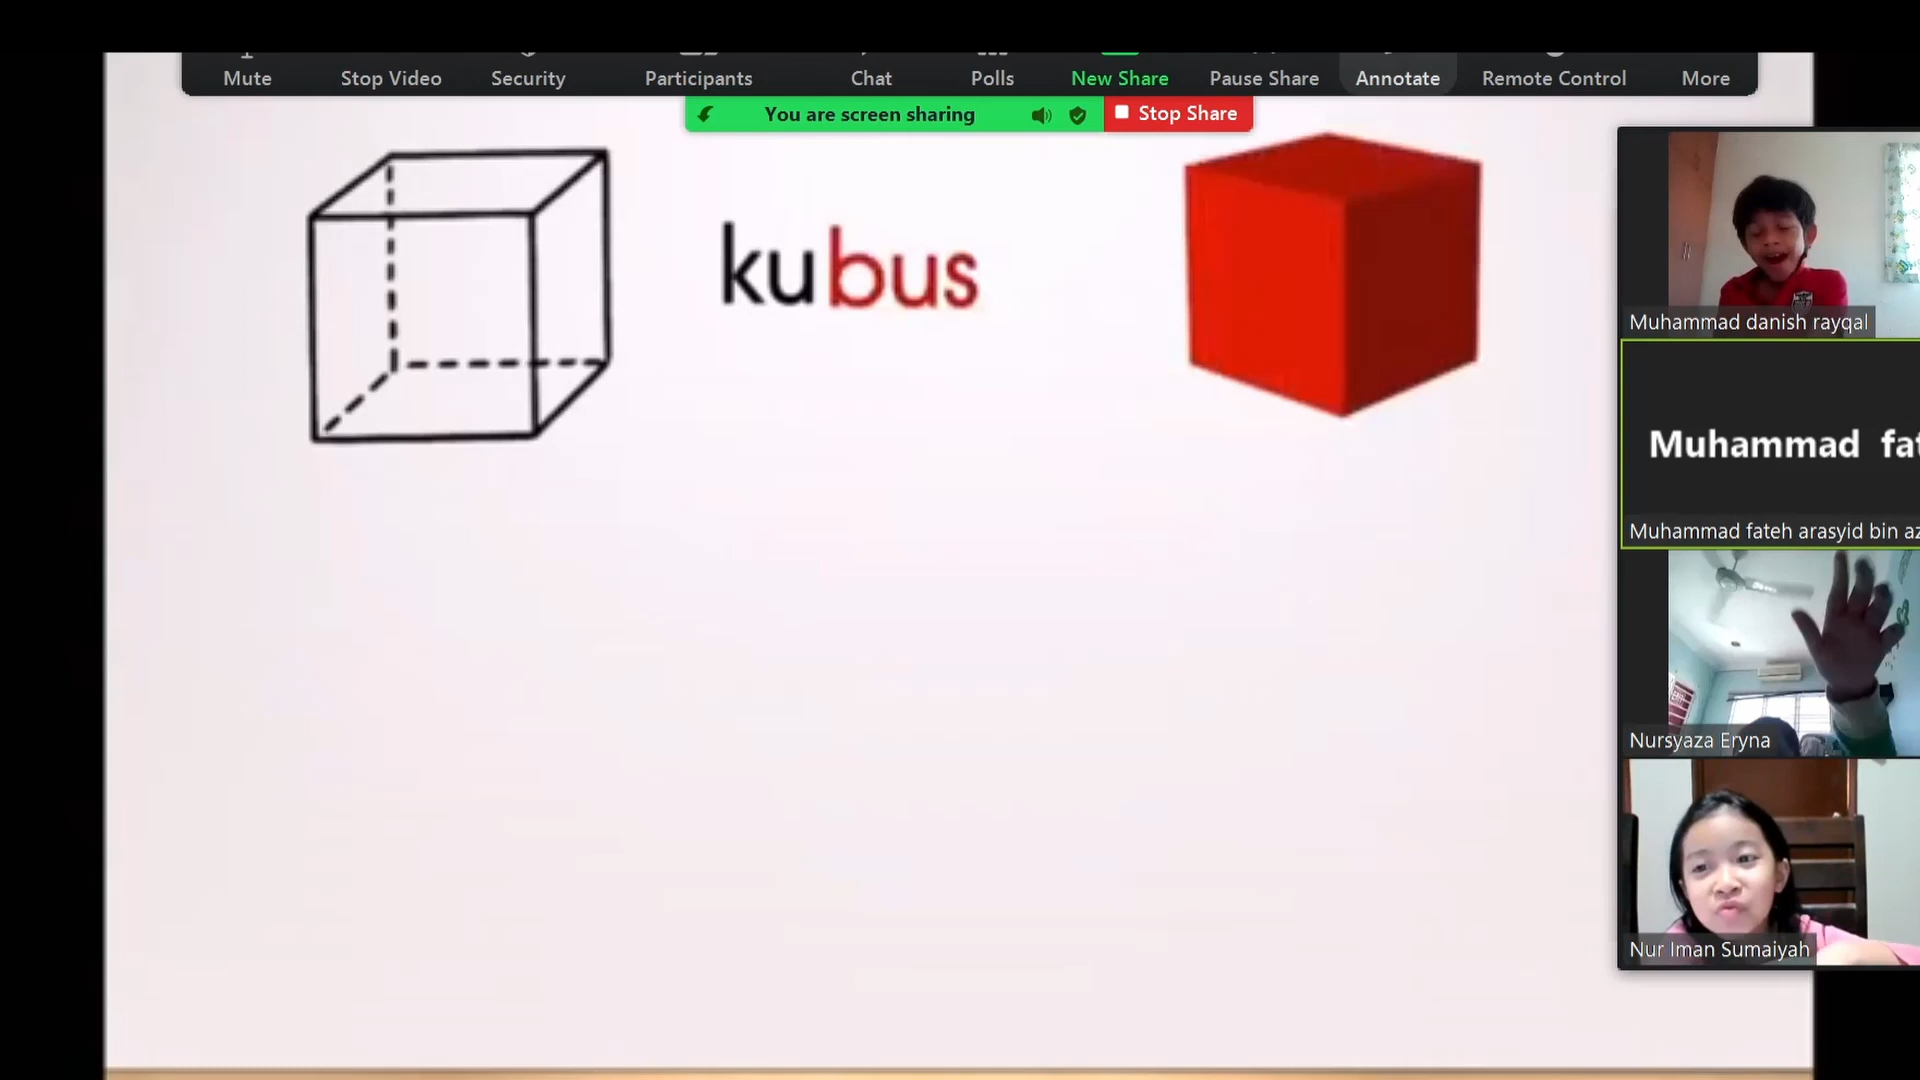 Mute Stop Video Security Participants Chat Polls New Share Pause Share Annotate Remote Control More
You are screen sharing Stop Share
kubus
Muhammad danish rayqal
Muhammad fat
Muhammad fateh arasyid bin az
Nursyaza Eryna
Nur Iman Sumaiyah